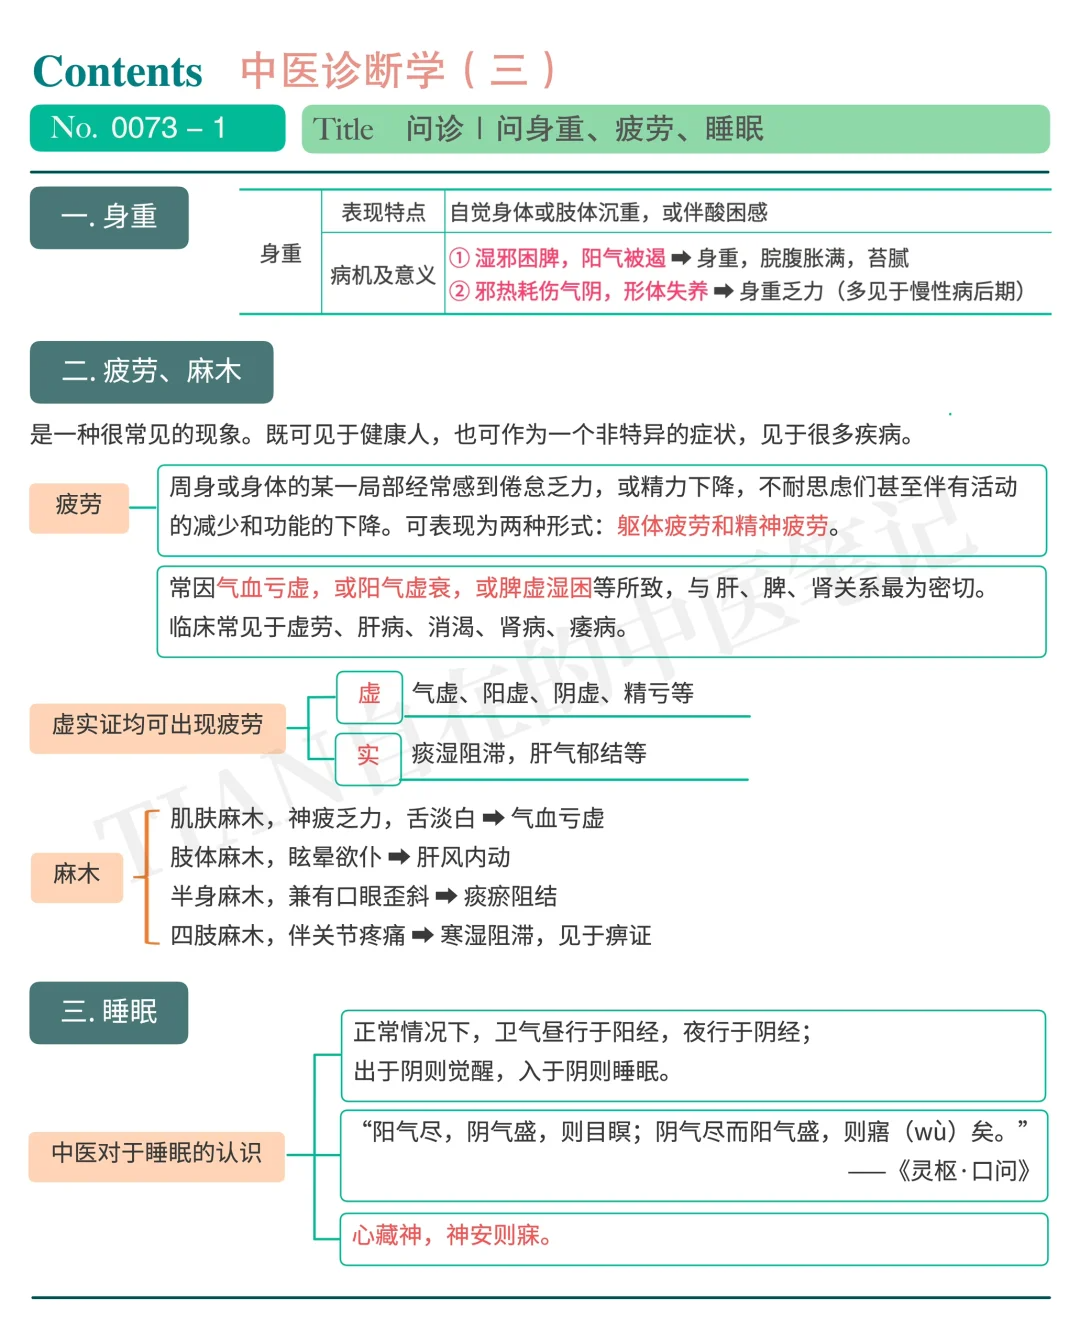 Contents 中医诊断学（三）
No. 0073 – 1 Title 问诊 | 问身重、疲劳、睡眠
一. 身重
身重
表现特点 自觉身体或肢体沉重，或伴酸困感
病机及意义
① 湿邪困脾，阳气被遏 ➡ 身重，脘腹胀满，苔腻
② 邪热耗伤气阴，形体失养 ➡ 身重乏力（多见于慢性病后期）
二. 疲劳、麻木
是一种很常见的现象。既可见于健康人，也可作为一个非特异的症状，见于很多疾病。
疲劳
周身或身体的某一局部经常感到倦怠乏力，或精力下降，不耐思虑们甚至伴有活动
的减少和功能的下降。可表现为两种形式：躯体疲劳和精神疲劳。
常因气血亏虚，或阳气虚衰，或脾虚湿困等所致，与 肝、脾、肾关系最为密切。
临床常见于虚劳、肝病、消渴、肾病、痿病。
虚实证均可出现疲劳
虚 气虚、阳虚、阴虚、精亏等
实 痰湿阻滞，肝气郁结等
麻木
肌肤麻木，神疲乏力，舌淡白 ➡ 气血亏虚
肢体麻木，眩晕欲仆 ➡ 肝风内动
半身麻木，兼有口眼歪斜 ➡ 痰瘀阻结
四肢麻木，伴关节疼痛 ➡ 寒湿阻滞，见于痹证
三. 睡眠
中医对于睡眠的认识
正常情况下，卫气昼行于阳经，夜行于阴经；
出于阴则觉醒，入于阴则睡眠。
“阳气尽，阴气盛，则目瞑；阴气尽而阳气盛，则寤（wù）矣。”
——《灵枢·口问》
心藏神，神安则寐。
TIAN自在的中医笔记